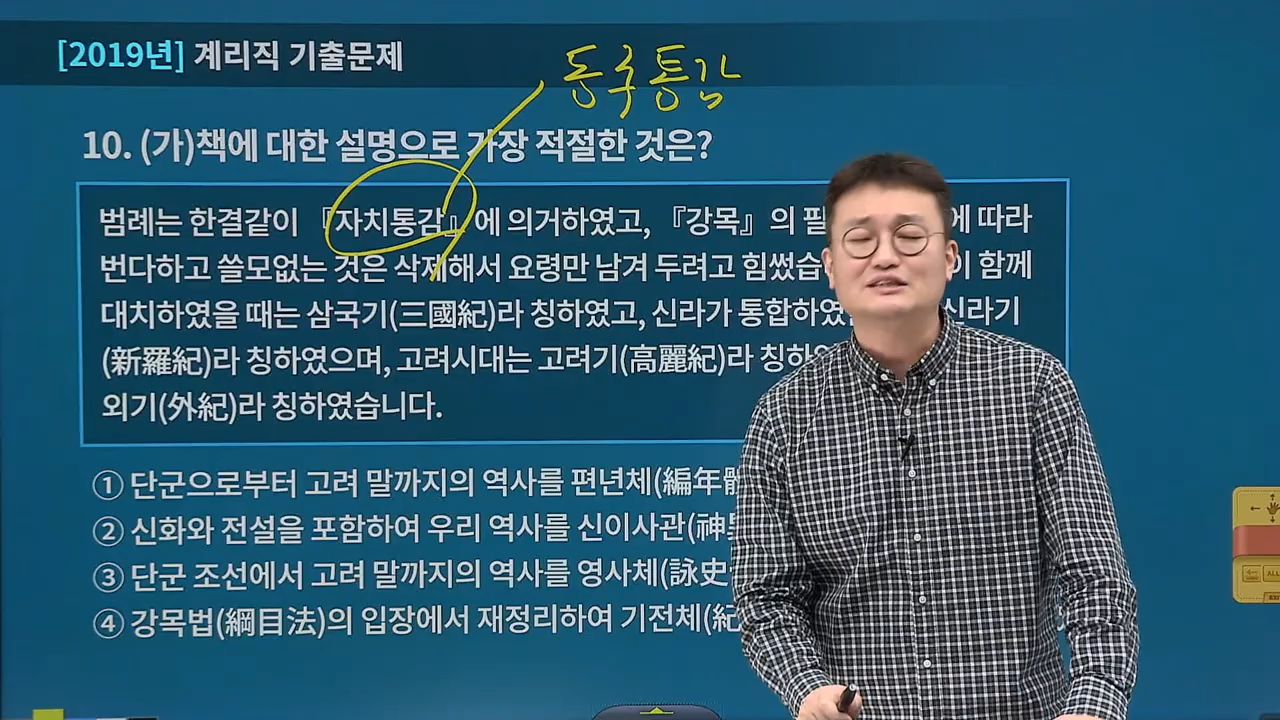 [2019년] 계리직 기출문제
동국통감
10. (가)책에 대한 설명으로 가장 적절한 것은?
범례는 한결같이 『자치통감』에 의거하였고, 『강목』의 필 에 따라
번다하고 쓸모없는 것은 삭제해서 요령만 남겨 두려고 힘썼습 이 함께
대치하였을 때는 삼국기(三國紀)라 칭하였고, 신라가 통합하였 신라기
(新羅紀)라 칭하였으며, 고려시대는 고려기(高麗紀)라 칭하
외기(外紀)라 칭하였습니다.
① 단군으로부터 고려 말까지의 역사를 편년체(編年
② 신화와 전설을 포함하여 우리 역사를 신이사관(神
③ 단군 조선에서 고려 말까지의 역사를 영사체(詠史
④ 강목법(綱目法)의 입장에서 재정리하여 기전체(紀
ALL